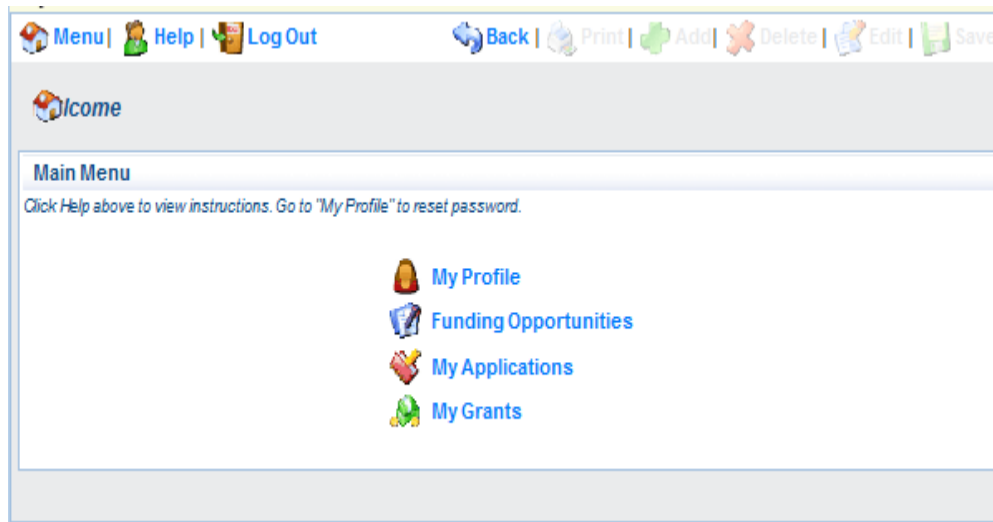 Menu | Help | Log Out Back | Print | Add | Delete | Edit | Save
lcome
Main Menu
Click Help above to view instructions. Go to "My Profile" to reset password.
My Profile
Funding Opportunities
My Applications
My Grants